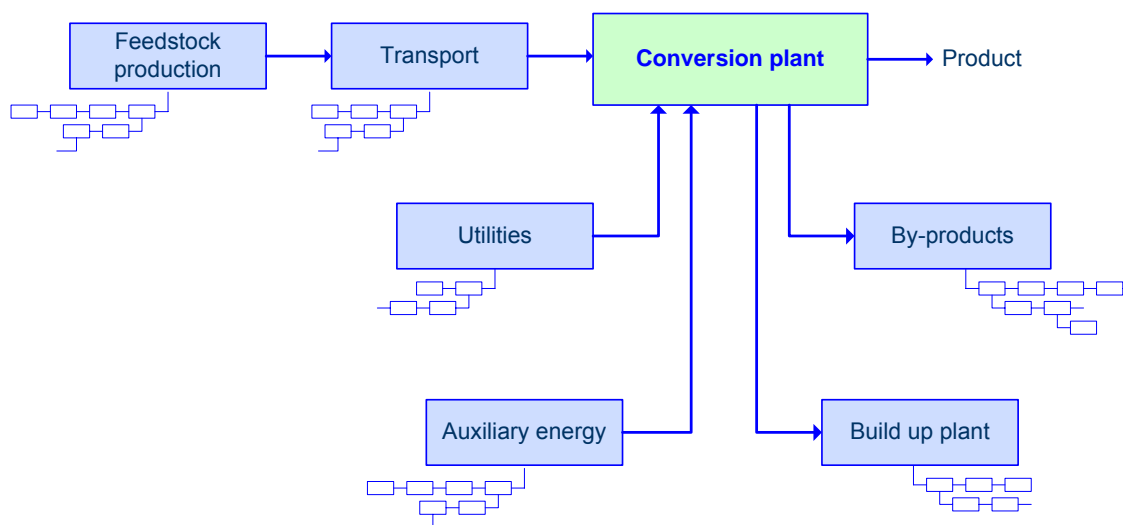 Feedstock
production
Transport
Conversion plant
Product
Utilities
By-products
Auxiliary energy
Build up plant